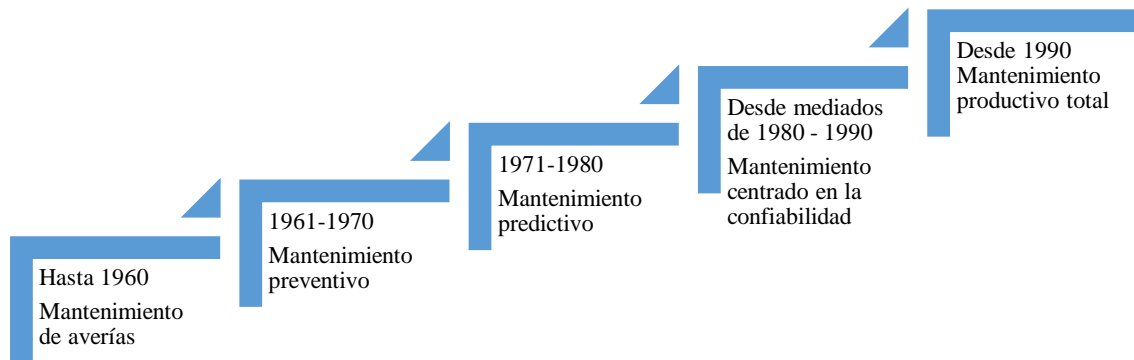 Hasta 1960
Mantenimiento
de averías
1961-1970
Mantenimiento
preventivo
1971-1980
Mantenimiento
predictivo
Desde mediados
de 1980 - 1990
Mantenimiento
centrado en la
confiabilidad
Desde 1990
Mantenimiento
productivo total